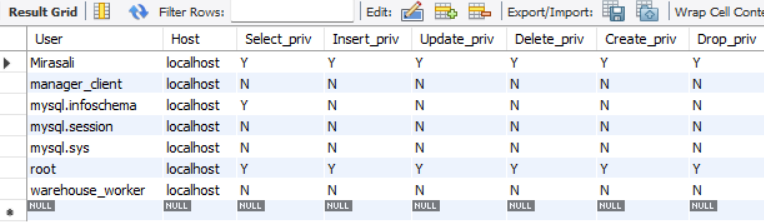 Result Grid Filter Rows: Edit: Export/Import: Wrap Cell Conte
User Host Select_priv Insert_priv Update_priv Delete_priv Create_priv Drop_priv
Mirasali localhost Y Y Y Y Y Y
manager_client localhost N N N N N N
mysql.infoschema localhost Y N N N N N
mysql.session localhost N N N N N N
mysql.sys localhost N N N N N N
root localhost Y Y Y Y Y Y
warehouse_worker localhost N N N N N N
NULL NULL NULL NULL NULL NULL NULL NULL